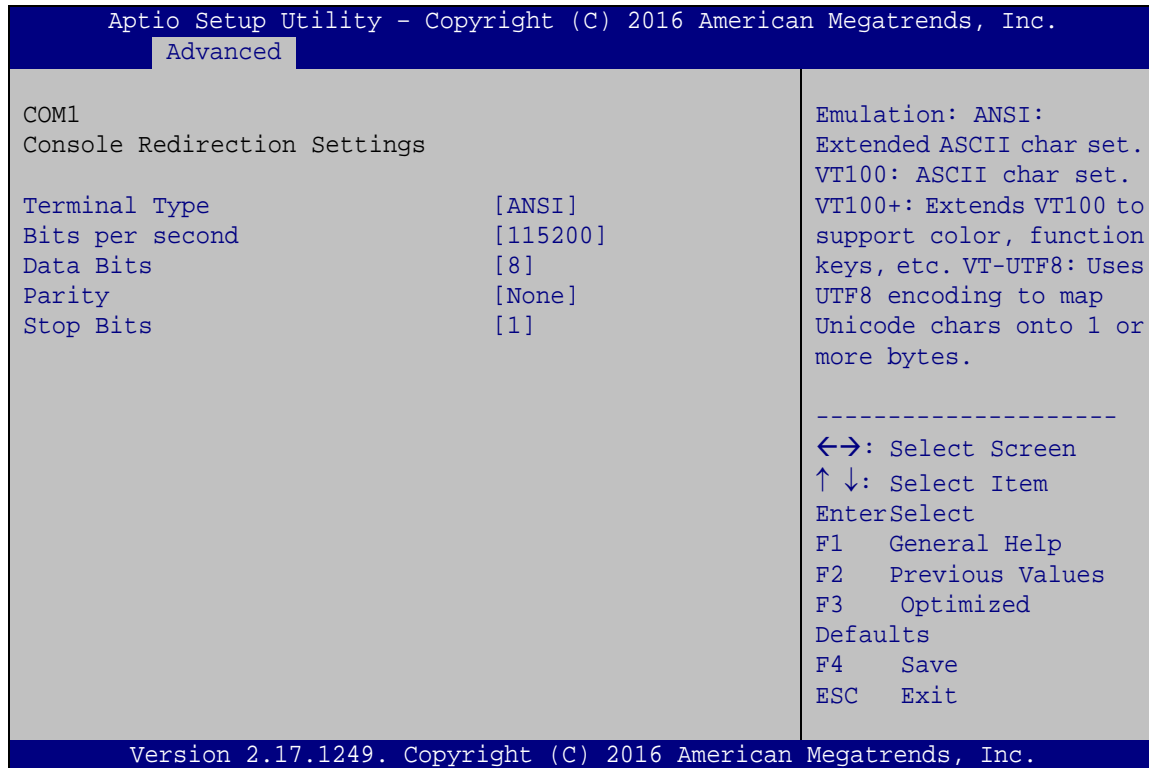 Aptio Setup Utility – Copyright (C) 2016 American Megatrends, Inc.
Advanced
COM1
Console Redirection Settings
Terminal Type [ANSI]
Bits per second [115200]
Data Bits [8]
Parity [None]
Stop Bits [1]
Emulation: ANSI:
Extended ASCII char set.
VT100: ASCII char set.
VT100+: Extends VT100 to
support color, function
keys, etc. VT-UTF8: Uses
UTF8 encoding to map
Unicode chars onto 1 or
more bytes.
---------------------
←→: Select Screen
↑ ↓: Select Item
EnterSelect
F1 General Help
F2 Previous Values
F3 Optimized
Defaults
F4 Save
ESC Exit
Version 2.17.1249. Copyright (C) 2016 American Megatrends, Inc.